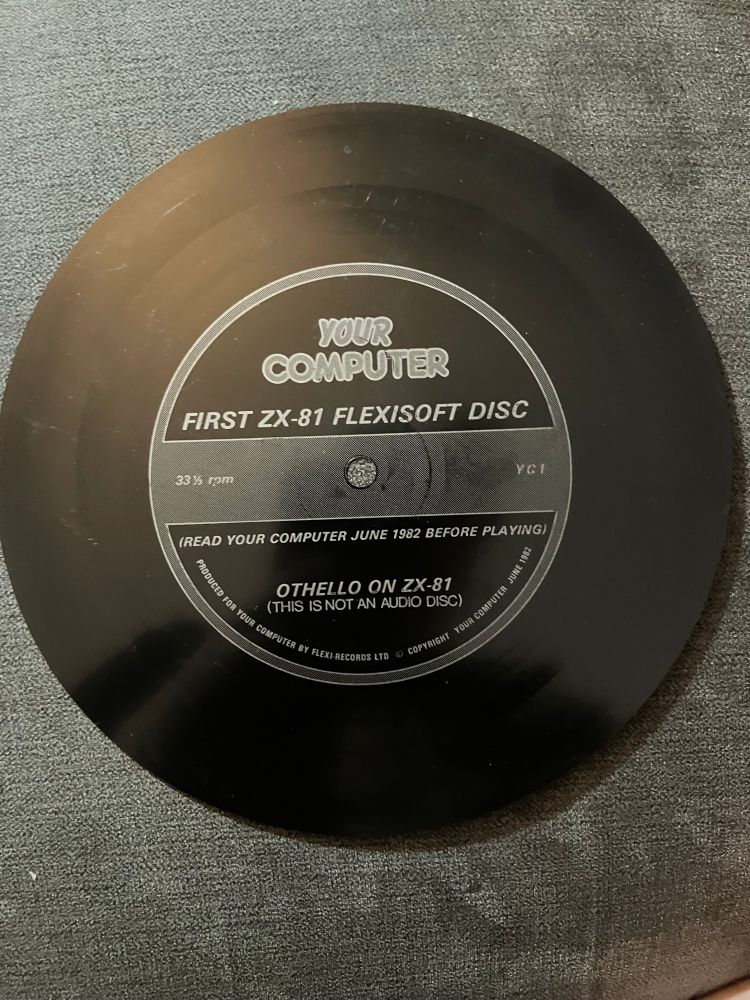 YOUR
COMPUTER
FIRST ZX-81 FLEXISOFT DISC
33⅓ rpm
YC1
(READ YOUR COMPUTER JUNE 1982 BEFORE PLAYING)
OTHELLO ON ZX-81
(THIS IS NOT AN AUDIO DISC)
PRODUCED FOR YOUR COMPUTER BY FLEXI-RECORDS LTD © COPYRIGHT YOUR COMPUTER JUNE 1982